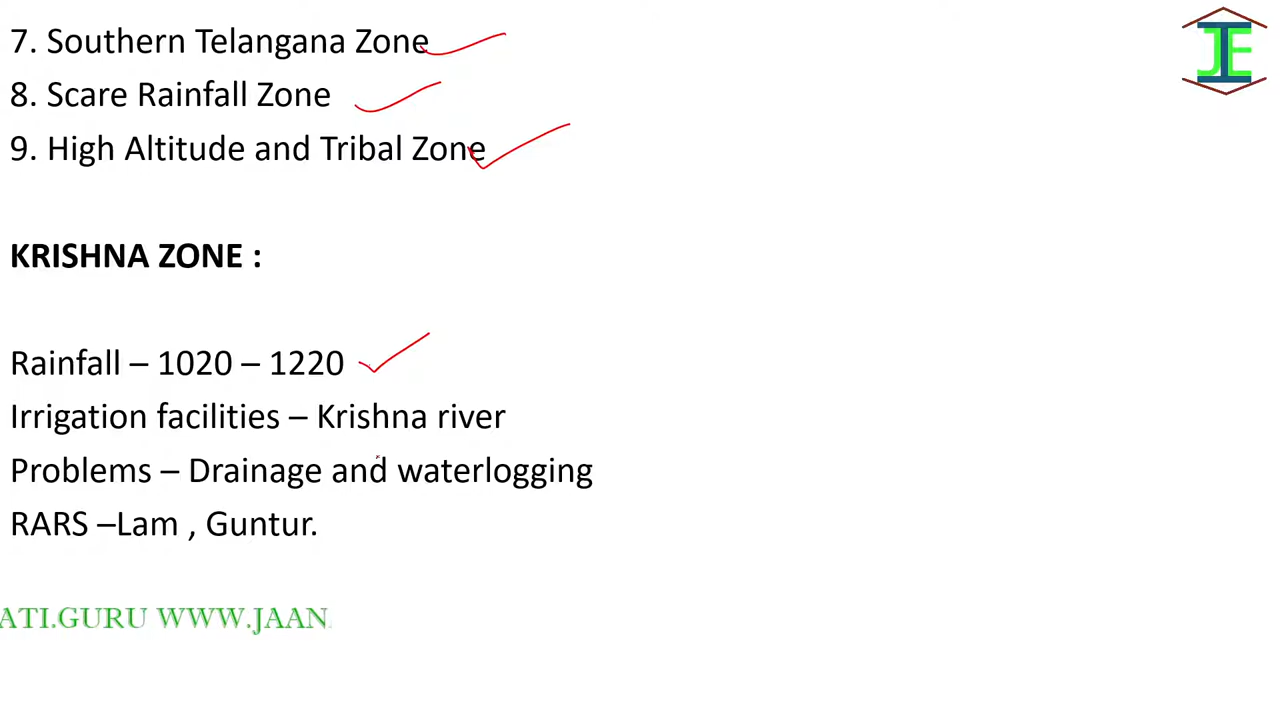 7. Southern Telangana Zone
8. Scare Rainfall Zone
9. High Altitude and Tribal Zone
KRISHNA ZONE :
Rainfall – 1020 – 1220
Irrigation facilities – Krishna river
Problems – Drainage and waterlogging
RARS –Lam , Guntur.
ATI.GURU WWW.JAAN
JE